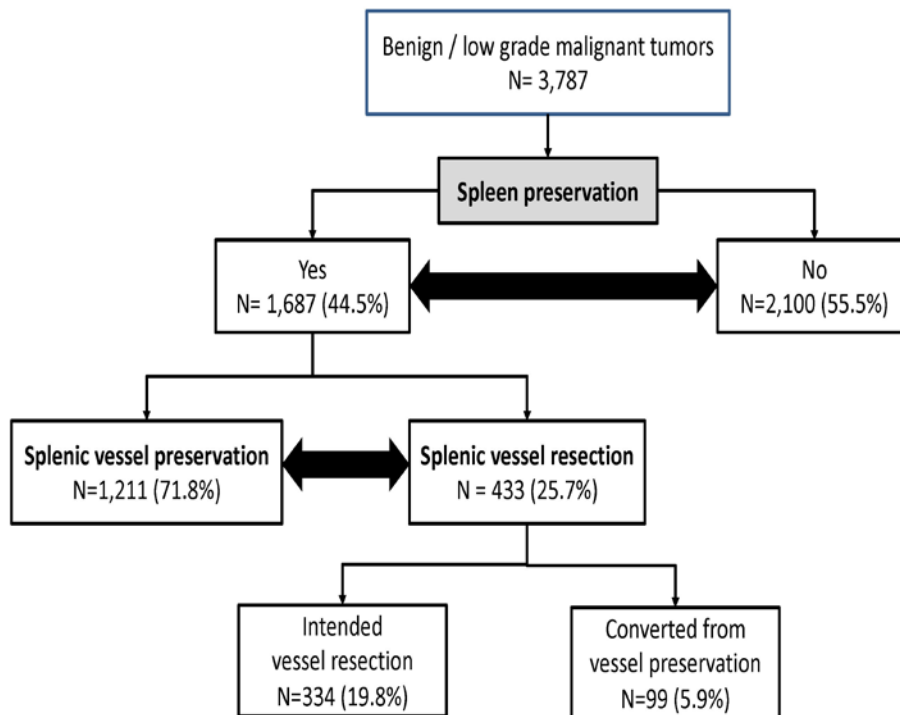 Benign / low grade malignant tumors
N= 3,787
Spleen preservation
Yes
N= 1,687 (44.5%)
No
N=2,100 (55.5%)
Splenic vessel preservation
N=1,211 (71.8%)
Splenic vessel resection
N = 433 (25.7%)
Intended
vessel resection
N=334 (19.8%)
Converted from
vessel preservation
N=99 (5.9%)